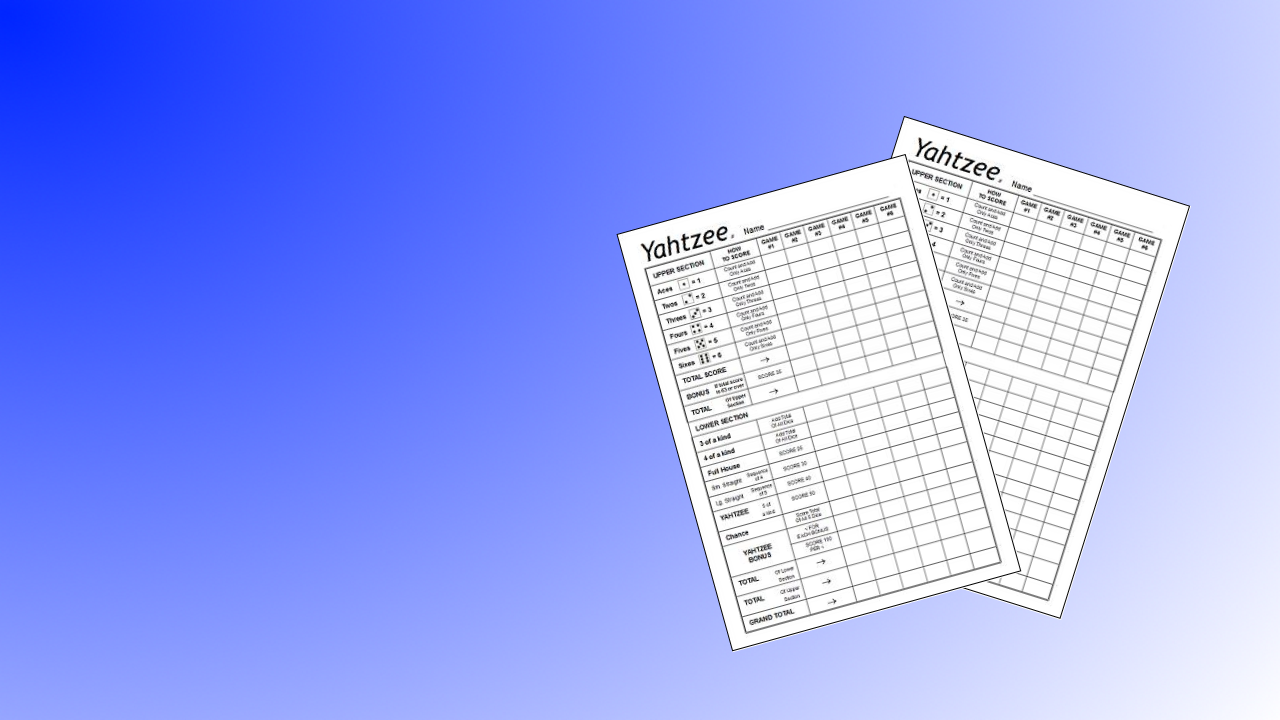 Yahtzee. Name
UPPER SECTION HOW TO SCORE GAME #1 GAME #2 GAME #3 GAME #4 GAME #5 GAME #6
Aces = 1 Count and Add Only Aces
Twos = 2 Count and Add Only Twos
Threes = 3 Count and Add Only Threes
Fours = 4 Count and Add Only Fours
Fives = 5 Count and Add Only Fives
Sixes = 6 Count and Add Only Sixes
TOTAL SCORE →
BONUS If total score is 63 or over SCORE 35
TOTAL Of Upper Section →
LOWER SECTION
3 of a kind Add Total Of All Dice
4 of a kind Add Total Of All Dice
Full House SCORE 25
Sm. Straight Sequence of 4 SCORE 30
Lg. Straight Sequence of 5 SCORE 40
YAHTZEE 5 of a kind SCORE 50
Chance Score Total Of All 5 Dice
YAHTZEE BONUS ✓ FOR EACH BONUS
SCORE 100 PER ✓
TOTAL Of Lower Section →
TOTAL Of Upper Section →
GRAND TOTAL →
Yahtzee. Name
UPPER SECTION HOW TO SCORE GAME #1 GAME #2 GAME #3 GAME #4 GAME #5 GAME #6
= 1 Count and Add Only Aces
= 2 Count and Add Only Twos
= 3 Count and Add Only Threes
4 Count and Add Only Fours
Count and Add Only Fives
Count and Add Only Sixes
→